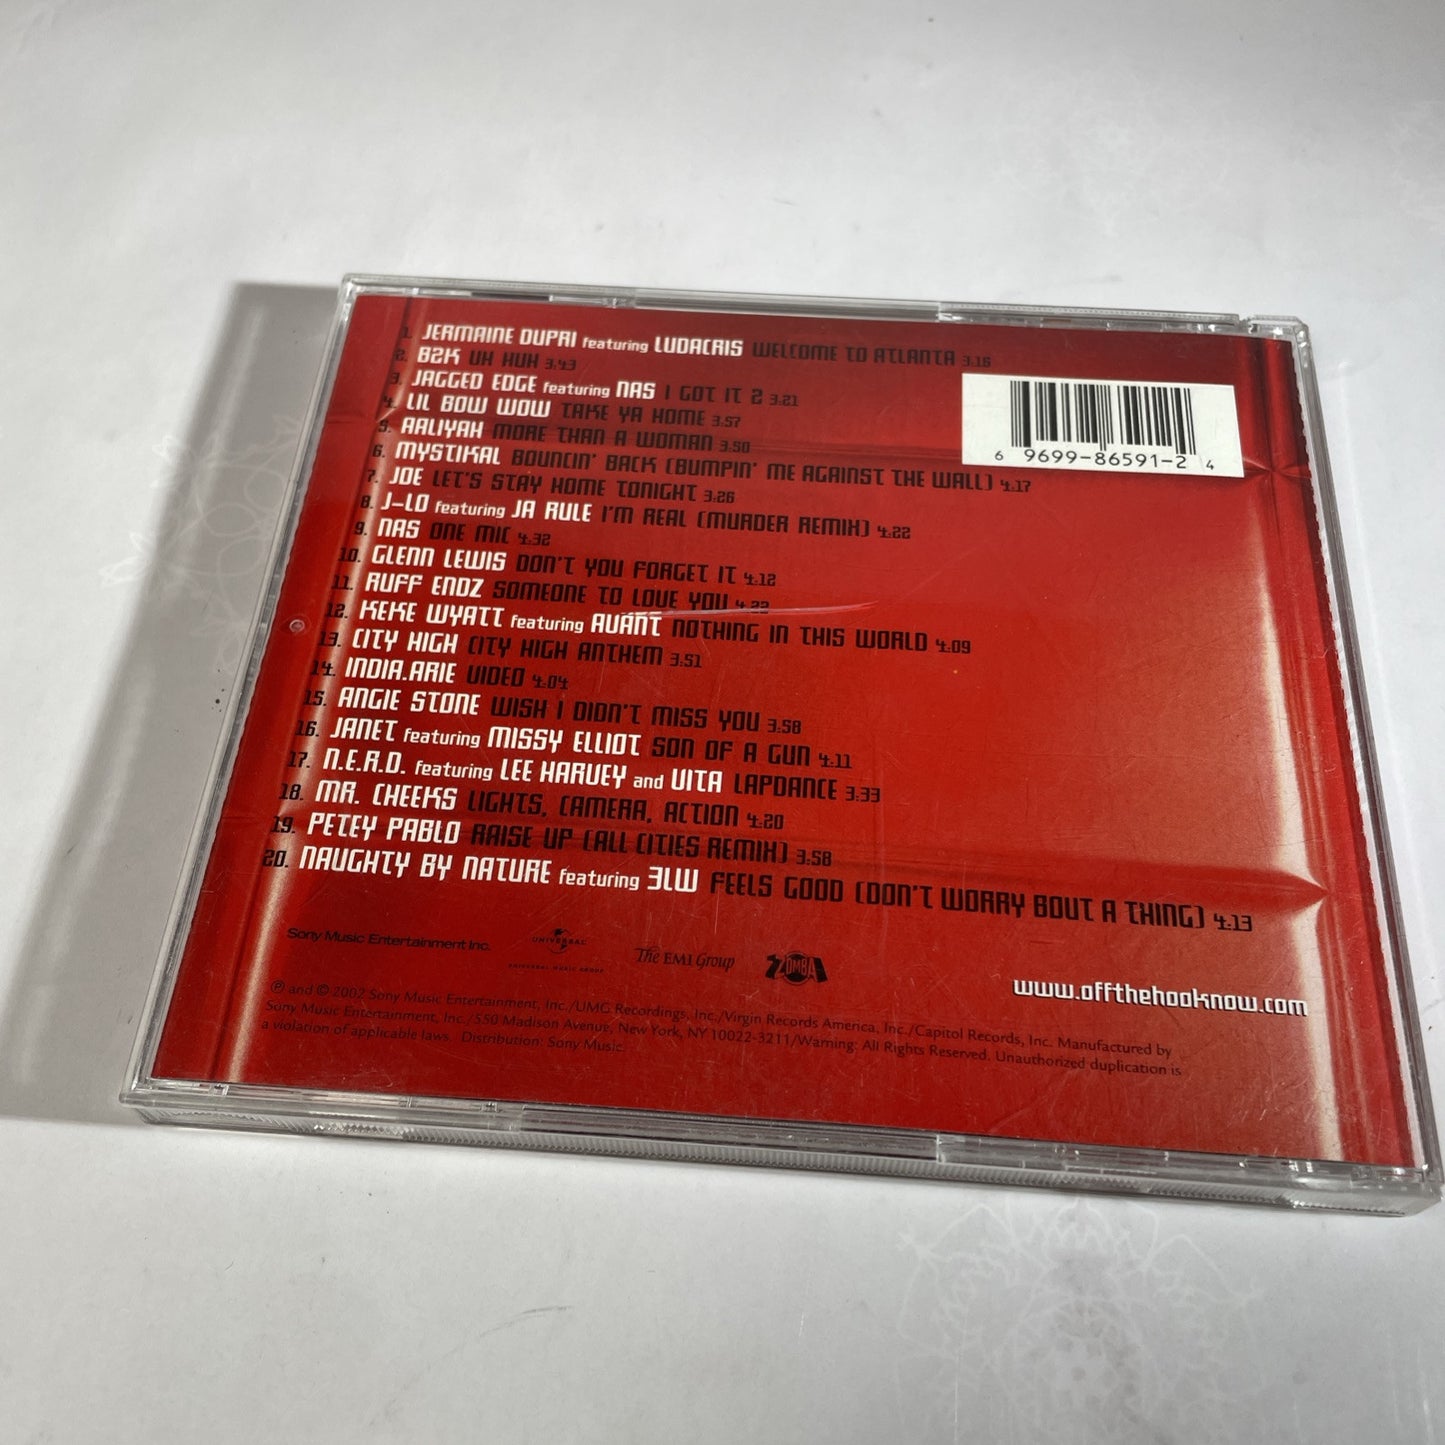 1. JERMAINE DUPRI featuring LUDACRIS WELCOME TO ATLANTA 3:16
2. B2K UH HUH 3:43
3. JAGGED EDGE featuring NAS I GOT IT 2 3:21
4. LIL BOW WOW TAKE YA HOME 3:57
5. AALIYAH MORE THAN A WOMAN 3:50
6. MYSTIKAL BOUNCIN' BACK (BUMPIN' ME AGAINST THE WALL) 4:17
7. JOE LET'S STAY HOME TONIGHT 3:26
8. J-LO featuring JA RULE I'M REAL (MURDER REMIX) 4:22
9. NAS ONE MIC 4:32
10. GLENN LEWIS DON'T YOU FORGET IT 4:12
11. RUFF ENDZ SOMEONE TO LOVE YOU 4:22
12. KEKE WYATT featuring AVANT NOTHING IN THIS WORLD 4:09
13. CITY HIGH CITY HIGH ANTHEM 3:51
14. INDIA.ARIE VIDEO 4:04
15. ANGIE STONE WISH I DIDN'T MISS YOU 3:58
16. JANET featuring MISSY ELLIOT SON OF A GUN 4:11
17. N.E.R.D. featuring LEE HARVEY and VITA LAPDANCE 3:33
18. MR. CHEEKS LIGHTS, CAMERA, ACTION 4:20
19. PETEY PABLO RAISE UP (ALL CITIES REMIX) 3:58
20. NAUGHTY BY NATURE featuring 3LW FEELS GOOD (DON'T WORRY BOUT A THING) 4:13
6 9699-86591-2 4
Sony Music Entertainment Inc.
UNIVERSAL
UNIVERSAL MUSIC GROUP
The EMI Group
ZOMBA
www.offthehooknow.com
℗ and © 2002 Sony Music Entertainment, Inc./UMG Recordings, Inc./Virgin Records America, Inc./Capitol Records, Inc. Manufactured by
Sony Music Entertainment, Inc./550 Madison Avenue, New York, NY 10022-3211/Warning: All Rights Reserved. Unauthorized duplication is
a violation of applicable laws. Distribution: Sony Music.